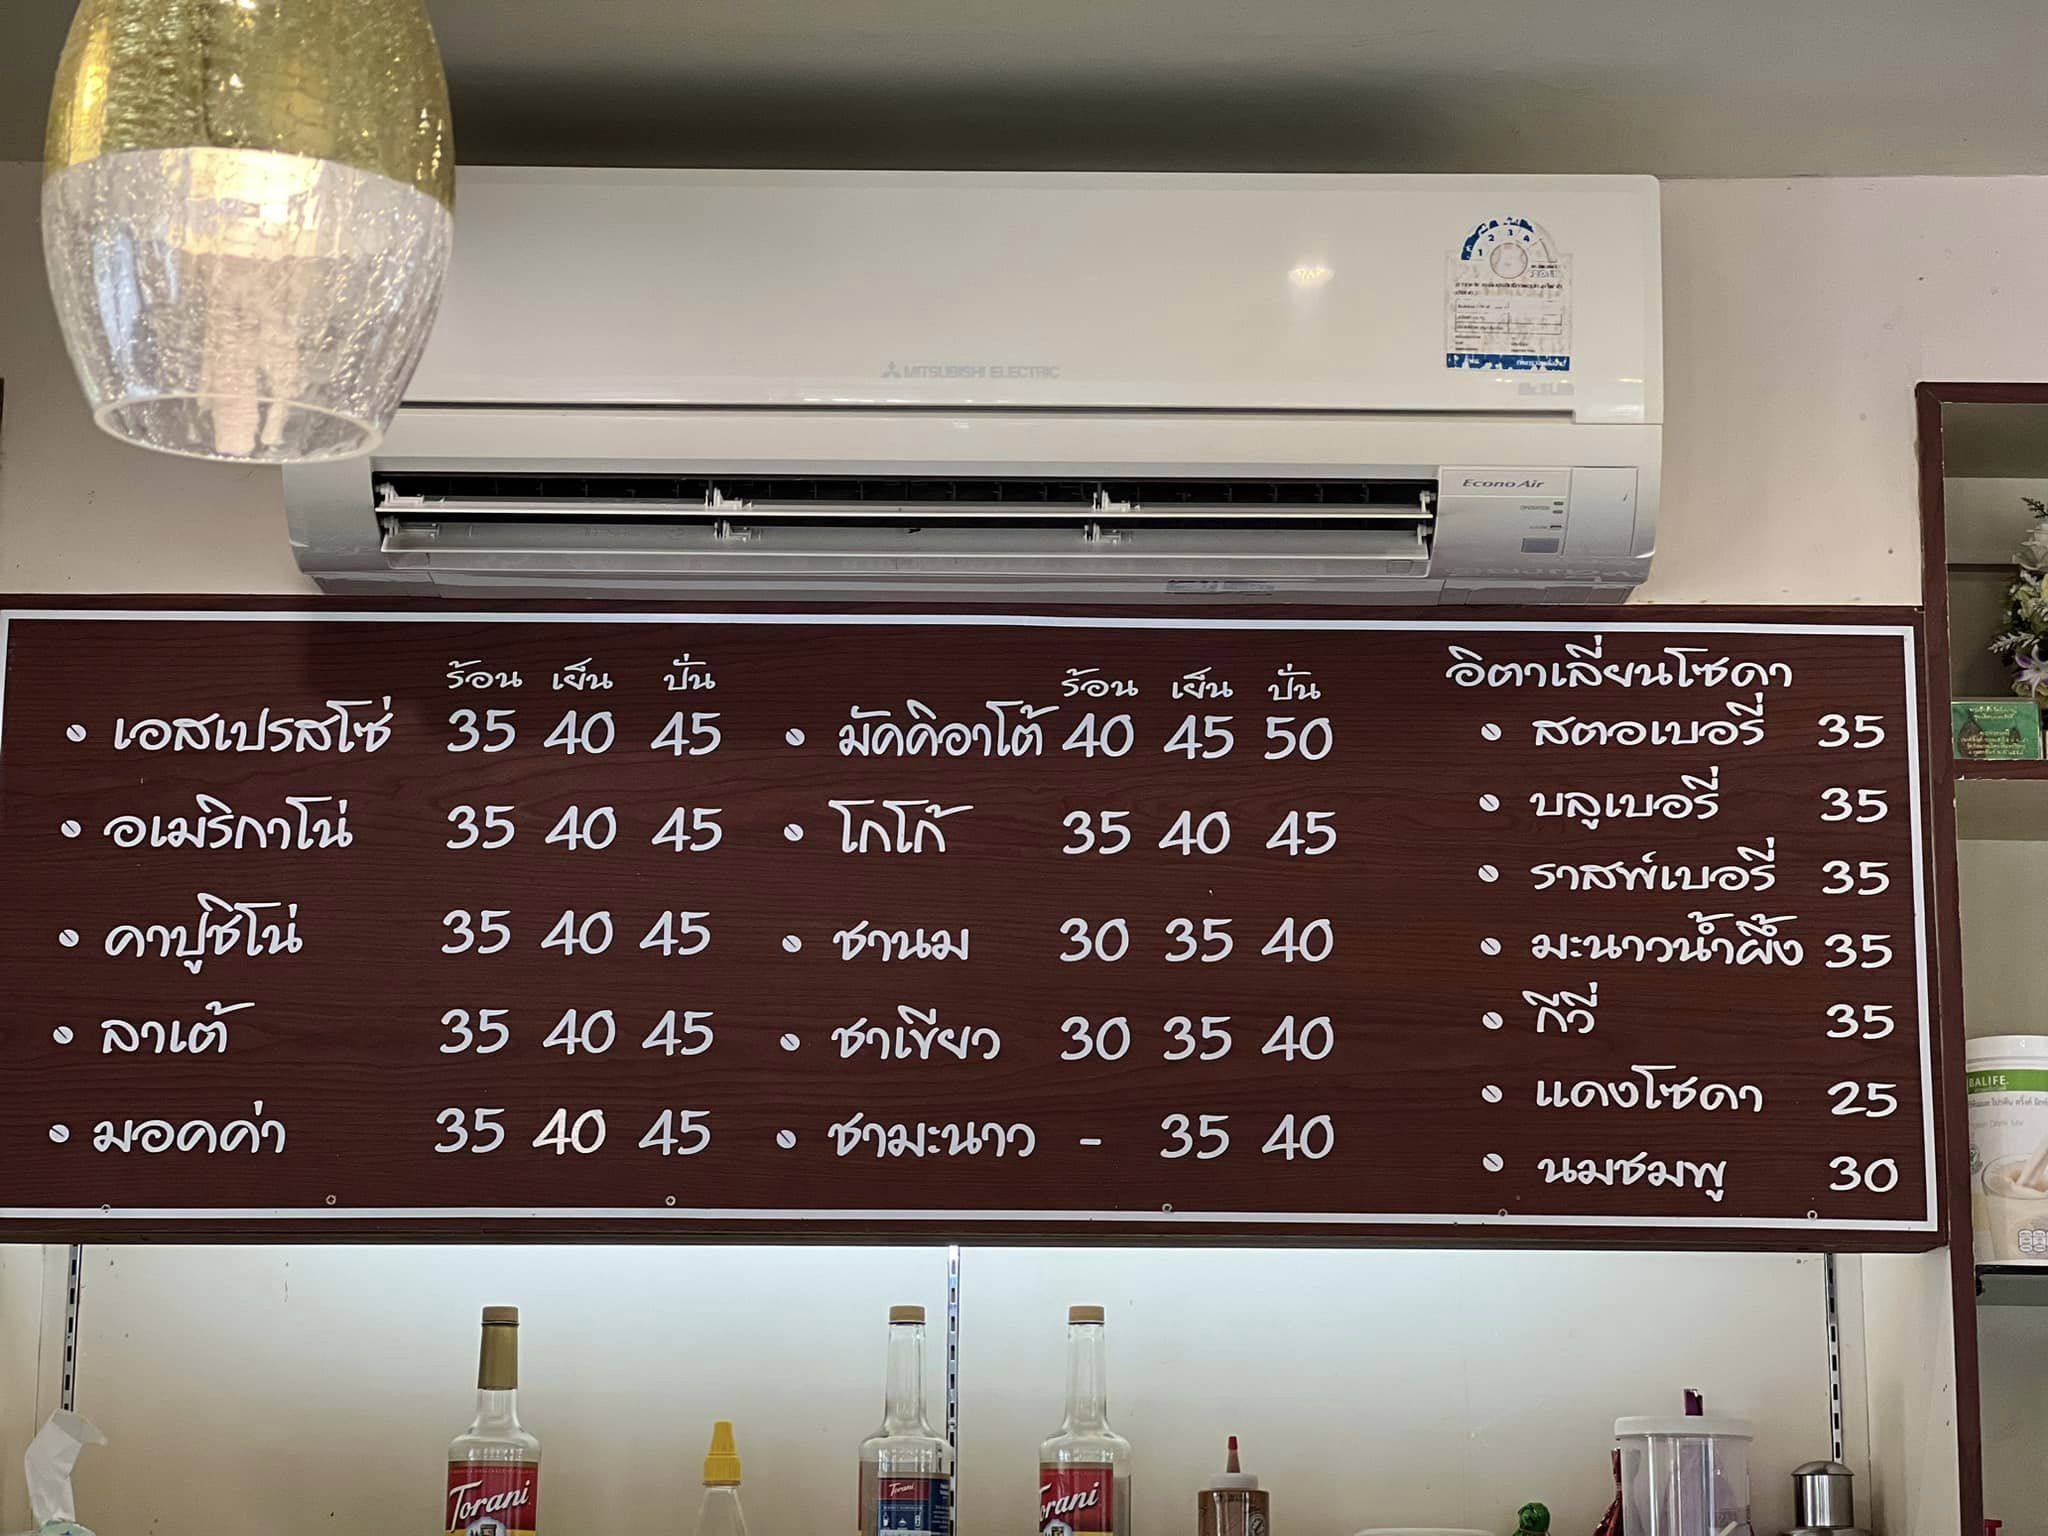 1 2 3 4
MITSUBISHI ELECTRIC
Econo Air
ร้อน เย็น ปั่น
• เอสเปรสโซ่ 35 40 45
• อเมริกาโน่ 35 40 45
• คาปูชิโน่ 35 40 45
• ลาเต้ 35 40 45
• มอคค่า 35 40 45
ร้อน เย็น ปั่น
• มัคคิอาโต้ 40 45 50
• โกโก้ 35 40 45
• ชานม 30 35 40
• ชาเขียว 30 35 40
• ชามะนาว - 35 40
อิตาเลี่ยนโซดา
• สตอเบอรี่ 35
• บลูเบอรี่ 35
• ราสพ์เบอรี่ 35
• มะนาวน้ำผึ้ง 35
• กีวี่ 35
• แดงโซดา 25
• นมชมพู 30
BALIFE
Torani
Torani
orani